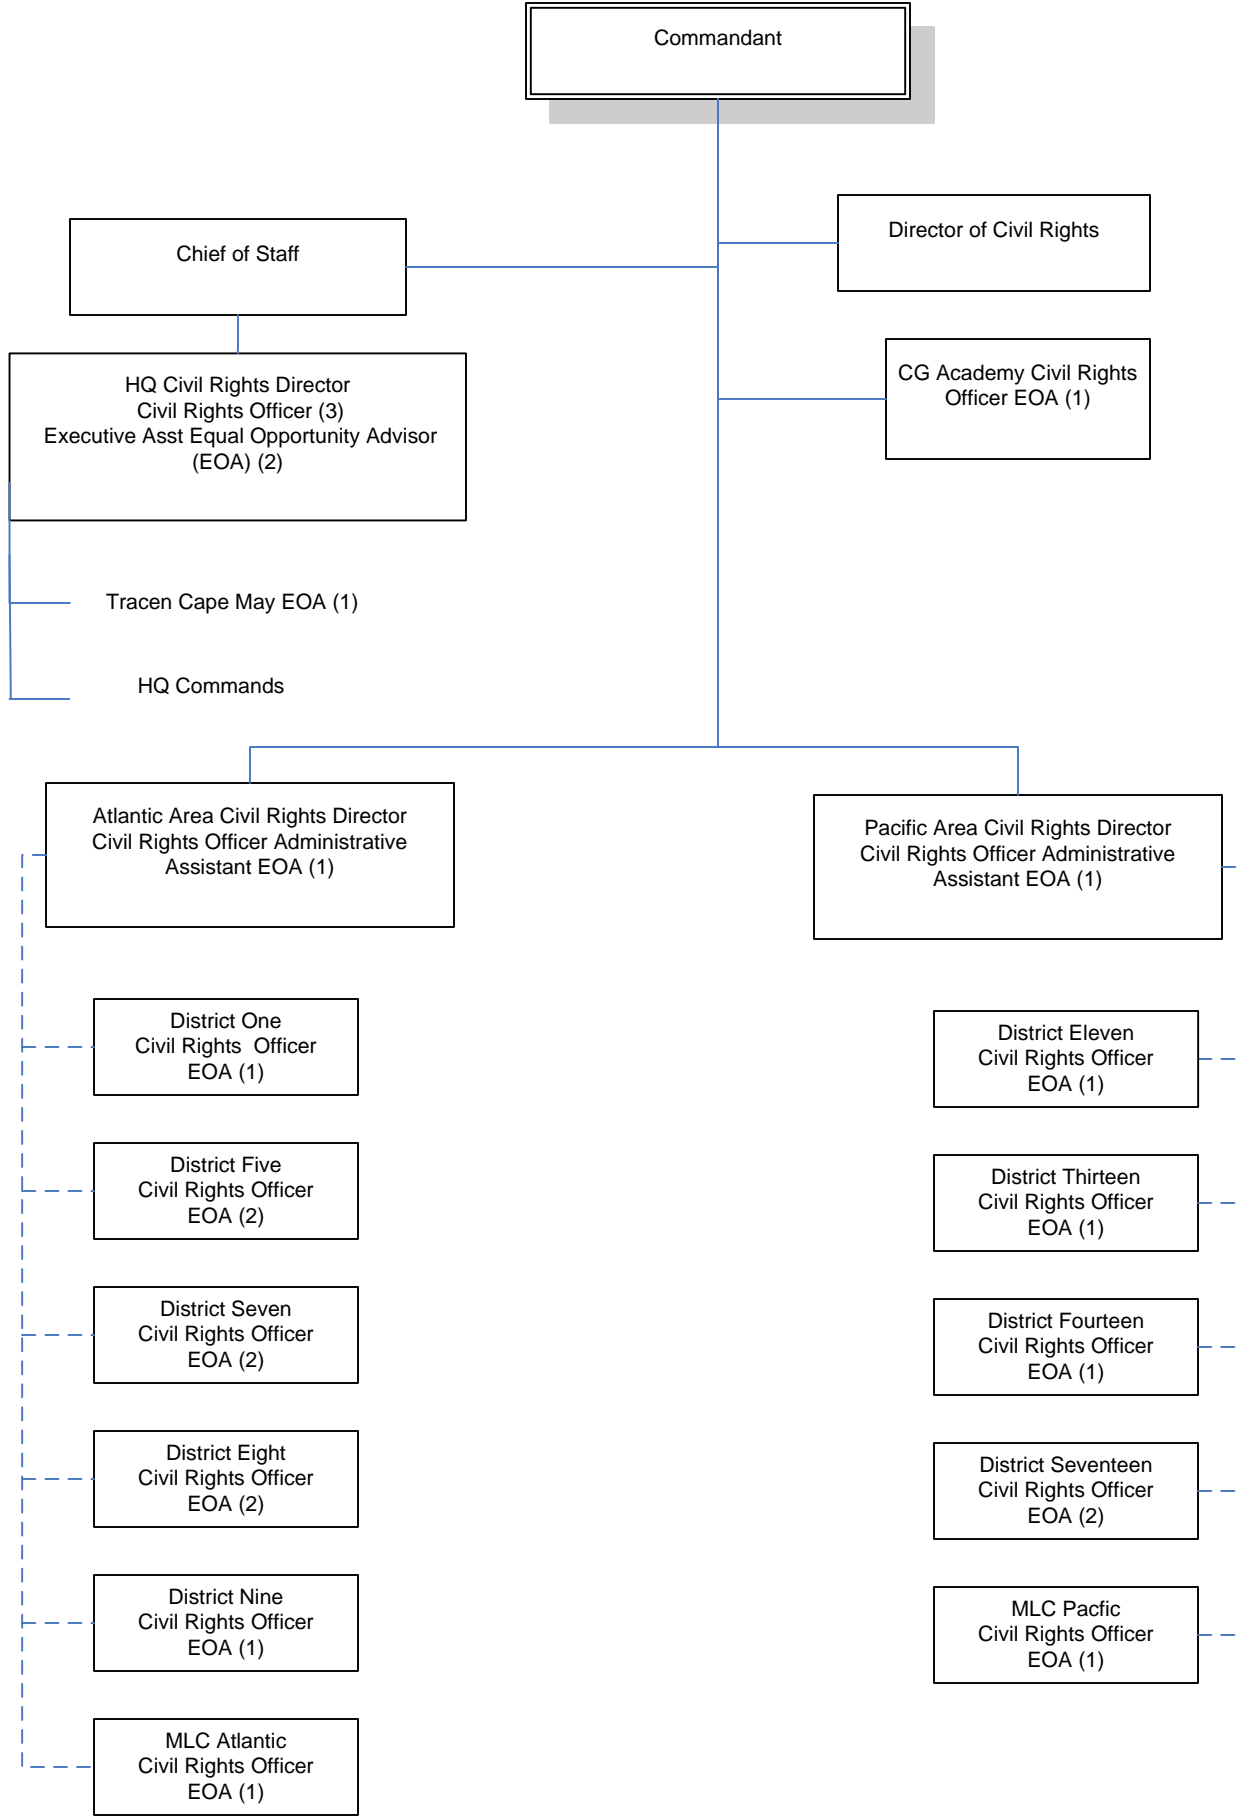 Commandant
Director of Civil Rights
Chief of Staff
CG Academy Civil Rights
Officer EOA (1)
HQ Civil Rights Director
Civil Rights Officer (3)
Executive Asst Equal Opportunity Advisor
(EOA) (2)
Tracen Cape May EOA (1)
HQ Commands
Atlantic Area Civil Rights Director
Civil Rights Officer Administrative
Assistant EOA (1)
Pacific Area Civil Rights Director
Civil Rights Officer Administrative
Assistant EOA (1)
District One
Civil Rights  Officer
EOA (1)
District Five
Civil Rights Officer
EOA (2)
District Seven
Civil Rights Officer
EOA (2)
District Eight
Civil Rights Officer
EOA (2)
District Nine
Civil Rights Officer
EOA (1)
MLC Atlantic
Civil Rights Officer
EOA (1)
District Eleven
Civil Rights Officer
EOA (1)
District Thirteen
Civil Rights Officer
EOA (1)
District Fourteen
Civil Rights Officer
EOA (1)
District Seventeen
Civil Rights Officer
EOA (2)
MLC Pacfic
Civil Rights Officer
EOA (1)